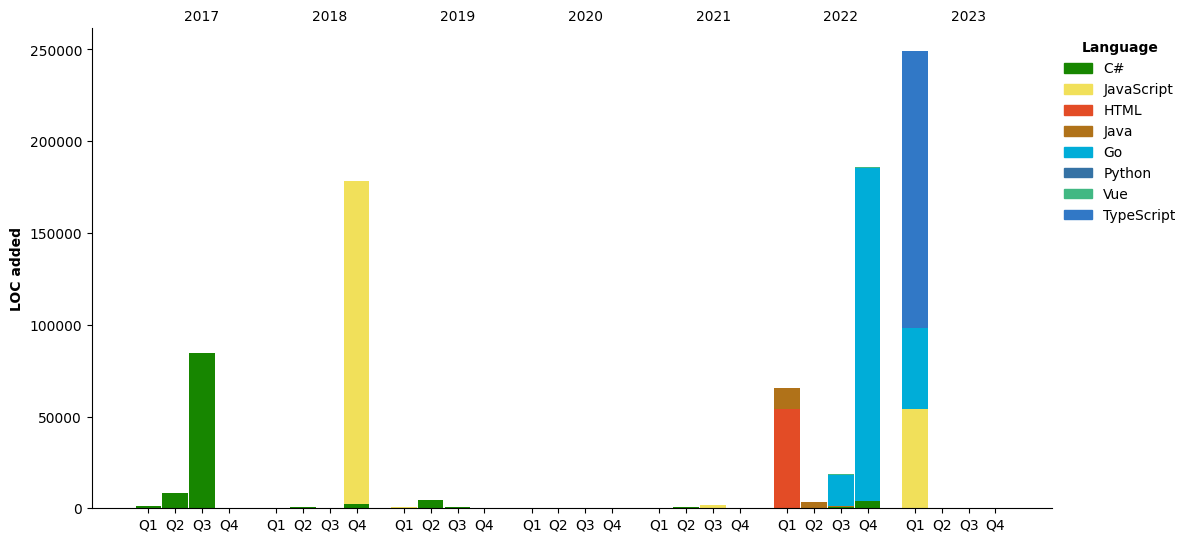 2017 2018 2019 2020 2021 2022 2023
LOC added
250000
200000
150000
100000
50000
0
Q1 Q2 Q3 Q4 Q1 Q2 Q3 Q4 Q1 Q2 Q3 Q4 Q1 Q2 Q3 Q4 Q1 Q2 Q3 Q4 Q1 Q2 Q3 Q4 Q1 Q2 Q3 Q4
Language
C#
JavaScript
HTML
Java
Go
Python
Vue
TypeScript